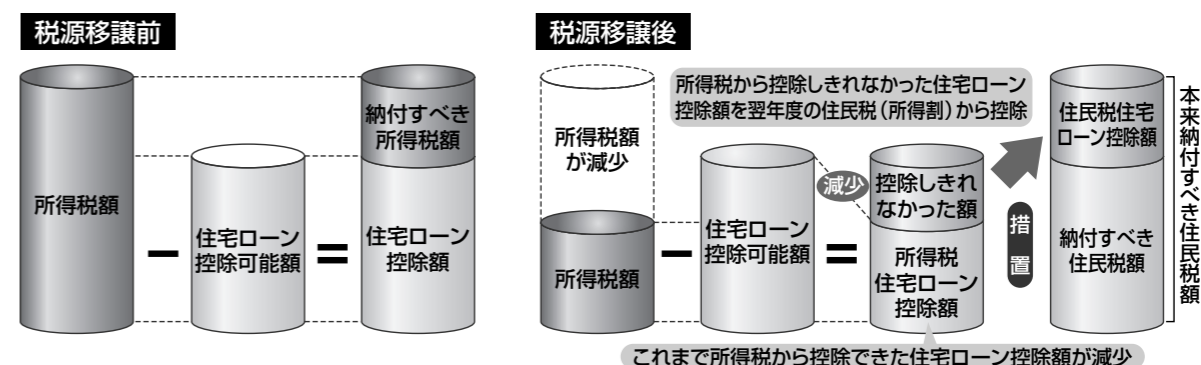 税源移譲前
所得税額
住宅ローン
控除可能額
納付すべき
所得税額
住宅ローン
控除額
税源移譲後
所得税から控除しきれなかった住宅ローン
控除額を翌年度の住民税（所得割）から控除
所得税額
が減少
所得税額
住宅ローン
控除可能額
減少
控除しきれ
なかった額
所得税
住宅ローン
控除額
措置
住民税住宅
ローン控除額
納付すべき
住民税額
本来納付すべき住民税額
これまで所得税から控除できた住宅ローン控除額が減少